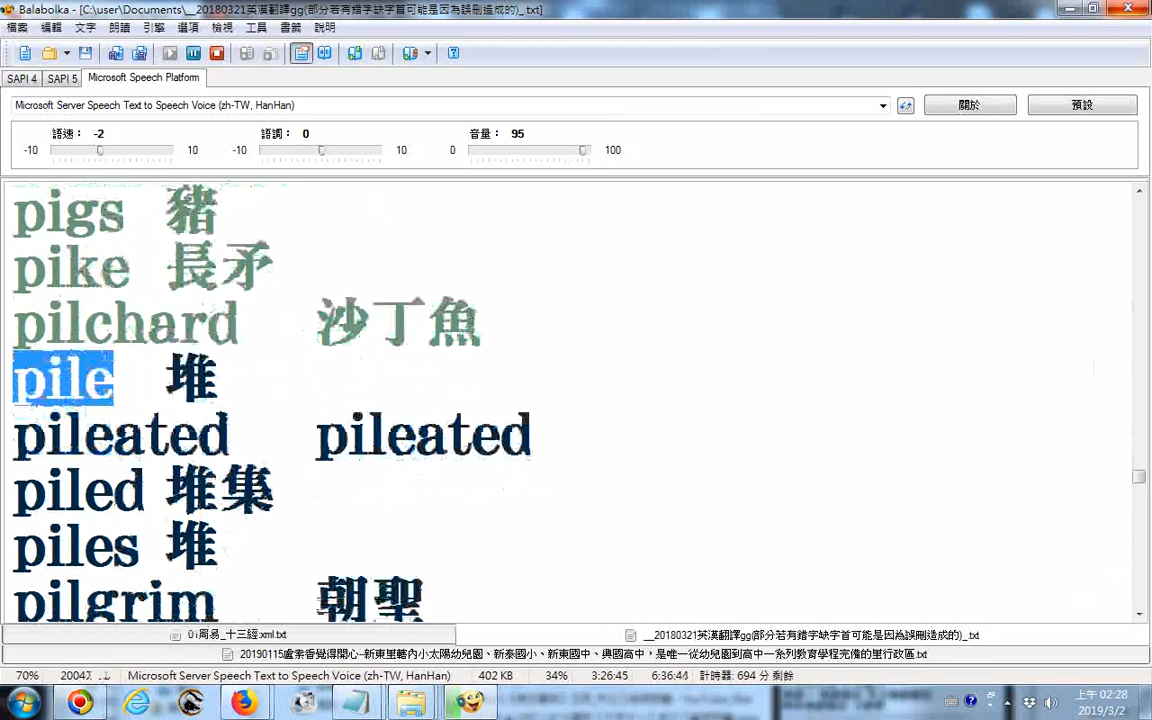 Balabolka - [C:\user\Documents\__20180321英漢翻譯gg(部分若有錯字缺字首可能是因為誤刪造成的)_.txt]
檔案 編輯 文字 朗讀 引擎 選項 檢視 工具 書籤 說明
SAPI 4 SAPI 5 Microsoft Speech Platform
Microsoft Server Speech Text to Speech Voice (zh-TW, HanHan) 關於 預設
語速： -2 語調： 0 音量： 95
-10 10 -10 10 0 100
pigs 豬
pike 長矛
pilchard 沙丁魚
pile 堆
pileated pileated
piled 堆集
piles 堆
pilgrim 朝聖
01周易_十三經.xml.txt __20180321英漢翻譯gg(部分若有錯字缺字首可能是因為誤刪造成的)_.txt
20190115盧素香覺得開心-新東里轄內小太陽幼兒園、新泰國小、新東國中、興國高中，是唯一從幼兒園到高中一系列教育學程完備的里行政區.txt
70% Microsoft Server Speech Text to Speech Voice (zh-TW, HanHan) 402 KB 34% 3:26:45 6:36:43 計時器: 694 分 剩餘
上午 02:28
2019/3/2